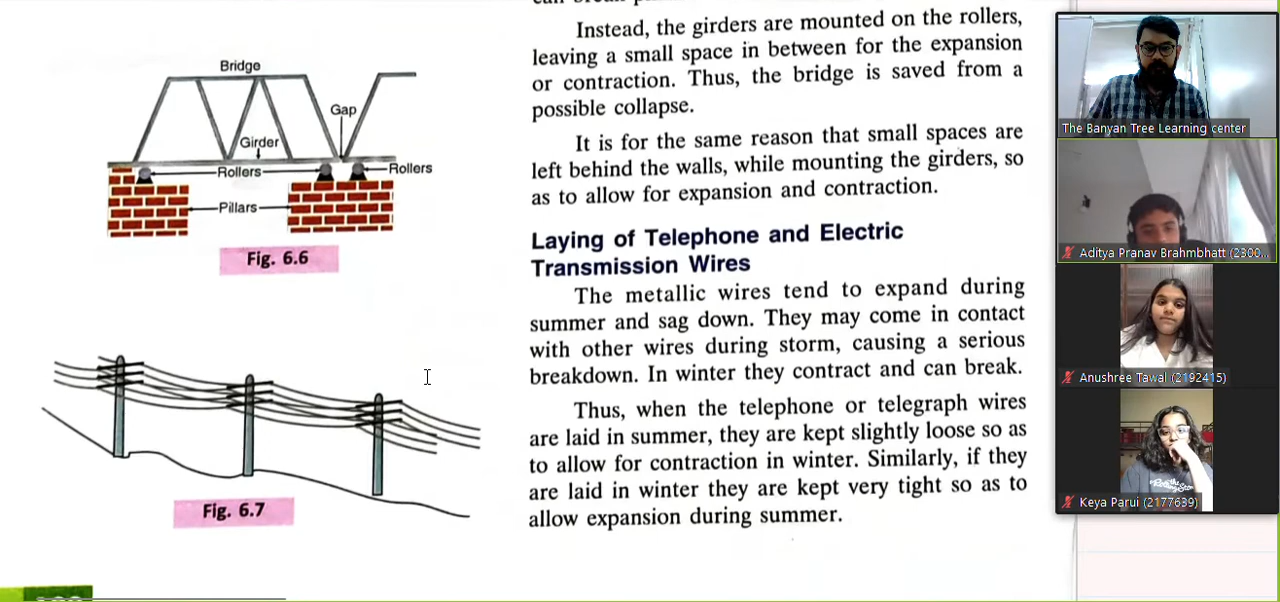 Instead, the girders are mounted on the rollers,
leaving a small space in between for the expansion
or contraction. Thus, the bridge is saved from a
possible collapse.
It is for the same reason that small spaces are
left behind the walls, while mounting the girders, so
as to allow for expansion and contraction.
Laying of Telephone and Electric
Transmission Wires
The metallic wires tend to expand during
summer and sag down. They may come in contact
with other wires during storm, causing a serious
breakdown. In winter they contract and can break.
Thus, when the telephone or telegraph wires
are laid in summer, they are kept slightly loose so as
to allow for contraction in winter. Similarly, if they
are laid in winter they are kept very tight so as to
allow expansion during summer.
Bridge
Gap
Girder
Rollers
Rollers
Pillars
Fig. 6.6
Fig. 6.7
The Banyan Tree Learning center
Aditya Pranav Brahmbhatt (2300...
Anushree Tawal (2192415)
Keya Parui (2177639)